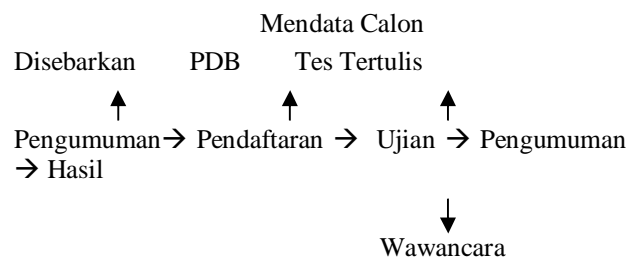 Mendata Calon
Disebarkan PDB Tes Tertulis
Pengumuman → Pendaftaran → Ujian → Pengumuman
→ Hasil
Wawancara